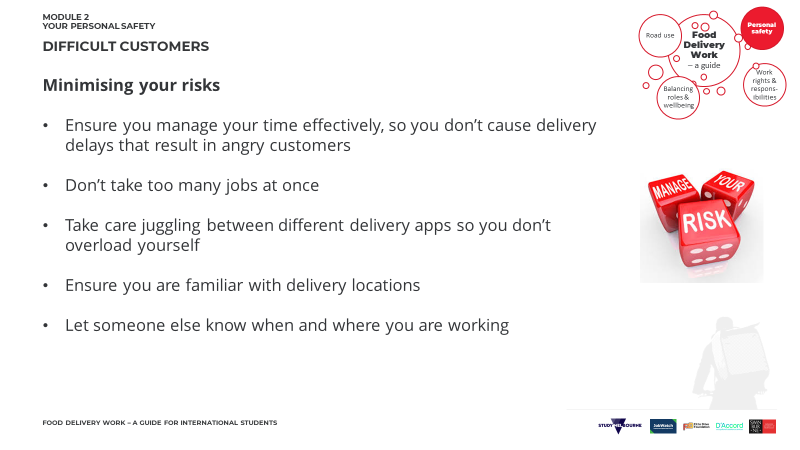 MODULE 2
YOUR PERSONAL SAFETY
DIFFICULT CUSTOMERS
Minimising your risks
• Ensure you manage your time effectively, so you don’t cause delivery
delays that result in angry customers
• Don’t take too many jobs at once
• Take care juggling between different delivery apps so you don’t
overload yourself
• Ensure you are familiar with delivery locations
• Let someone else know when and where you are working
Road use
Food
Delivery
Work
– a guide
Personal
safety
Balancing
roles &
wellbeing
Work
rights &
respons-
ibilities
MANAGE
YOUR
RISK
FOOD DELIVERY WORK – A GUIDE FOR INTERNATIONAL STUDENTS
STUDY MELBOURNE
JobWatch
D'Accord
SWIN
BUR
NE